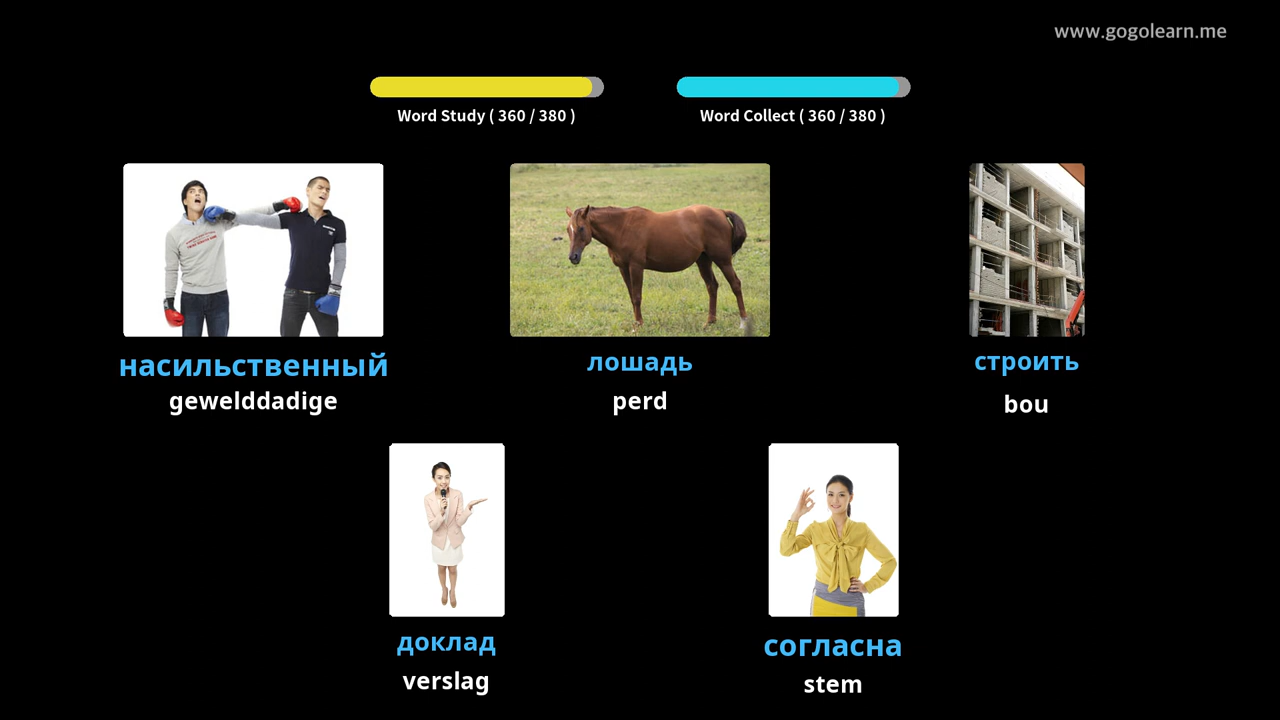 www.gogolearn.me
Word Study ( 360 / 380 )
Word Collect ( 360 / 380 )
насильственный
gewelddadige
лошадь
perd
строить
bou
доклад
verslag
согласна
stem